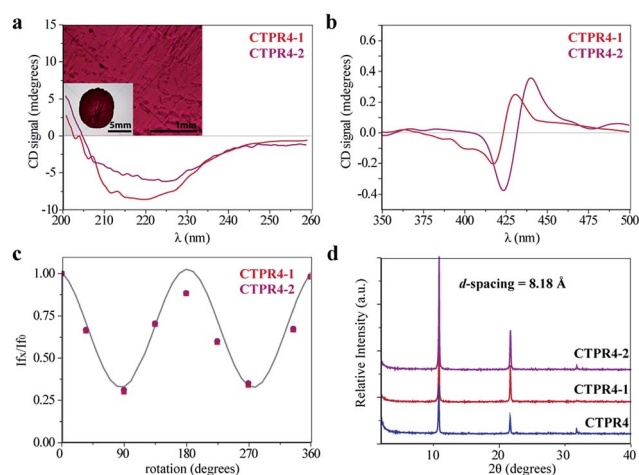 a
CD signal (mdegrees)
15
10
5
0
-5
-10
CTPR4-1
CTPR4-2
5mm
1mm
200
210
220
230
240
250
260
λ (nm)
b
CD signal (mdegrees)
0.6
0.4
0.2
0.0
-0.2
-0.4
CTPR4-1
CTPR4-2
350
375
400
425
450
475
500
λ (nm)
c
If𝗑/If₀
1.00
0.75
0.50
0.25
0.00
CTPR4-1
CTPR4-2
0
90
180
270
360
rotation (degrees)
d
Relative Intensity (a.u.)
d-spacing = 8.18 Å
CTPR4-2
CTPR4-1
CTPR4
10
20
30
40
2θ (degrees)